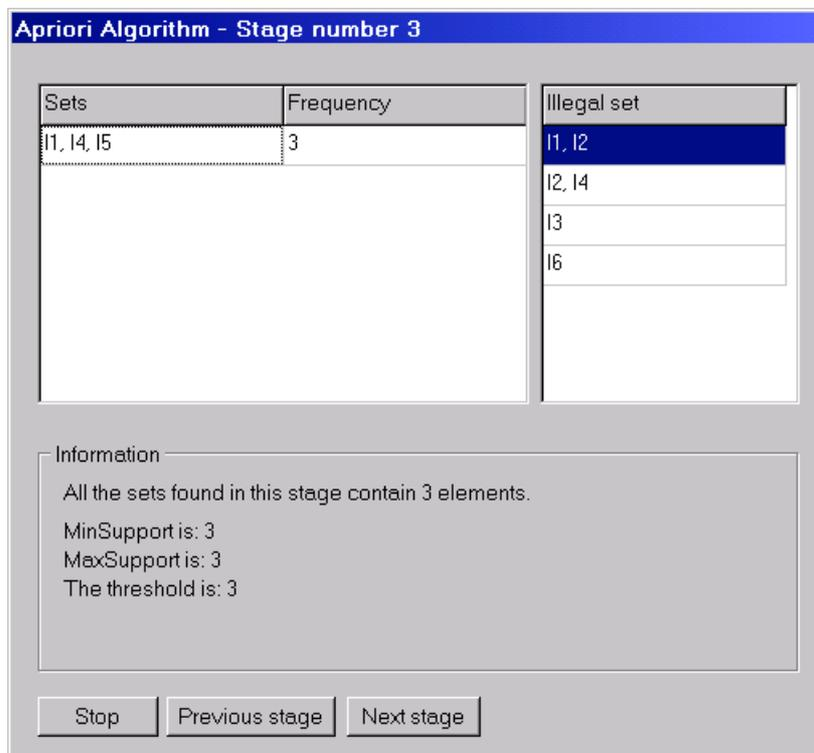 Apriori Algorithm - Stage number 3
Sets Frequency Illegal set
I1, I4, I5 3 I1, I2
I2, I4
I3
I6
Information
All the sets found in this stage contain 3 elements.
MinSupport is: 3
MaxSupport is: 3
The threshold is: 3
Stop Previous stage Next stage